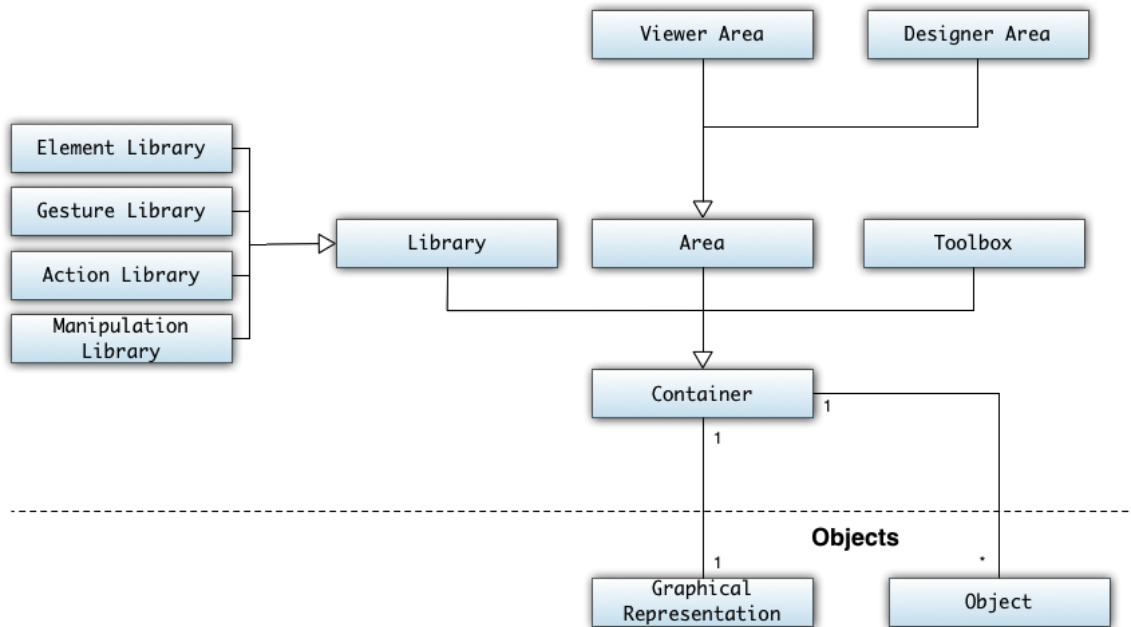 Viewer Area
Designer Area
Element Library
Gesture Library
Action Library
Manipulation
Library
Library
Area
Toolbox
Container
1
1
Objects
1
*
Graphical
Representation
Object